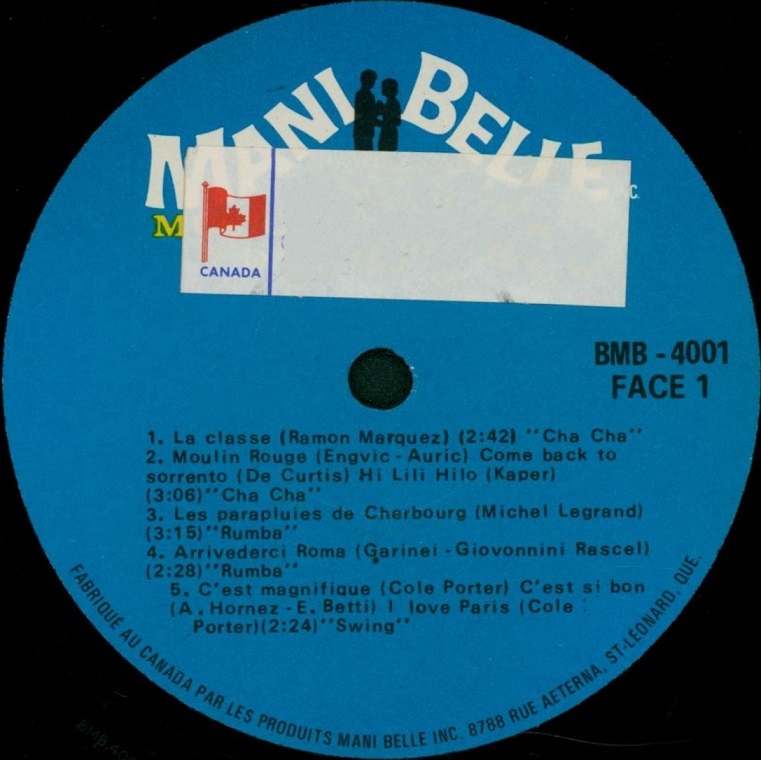 MANI BELLE INC.
M
CANADA
BMB - 4001
FACE 1
1. La classe (Ramon Marquez) (2:42) "Cha Cha"
2. Moulin Rouge (Engvic - Auric) Come back to
sorrento (De Curtis) Hi Lili Hilo (Kaper)
(3:06) "Cha Cha"
3. Les parapluies de Cherbourg (Michel Legrand)
(3:15) "Rumba"
4. Arrivederci Roma (Garinei - Giovonnini Rascel)
(2:28) "Rumba"
5. C'est magnifique (Cole Porter) C'est si bon
(A. Hornez - E. Betti) I love Paris (Cole
Porter) (2:24) "Swing"
FABRIQUE AU CANADA PAR LES PRODUITS MANI BELLE INC. 8788 RUE AETERNA, ST-LEONARD, QUE.